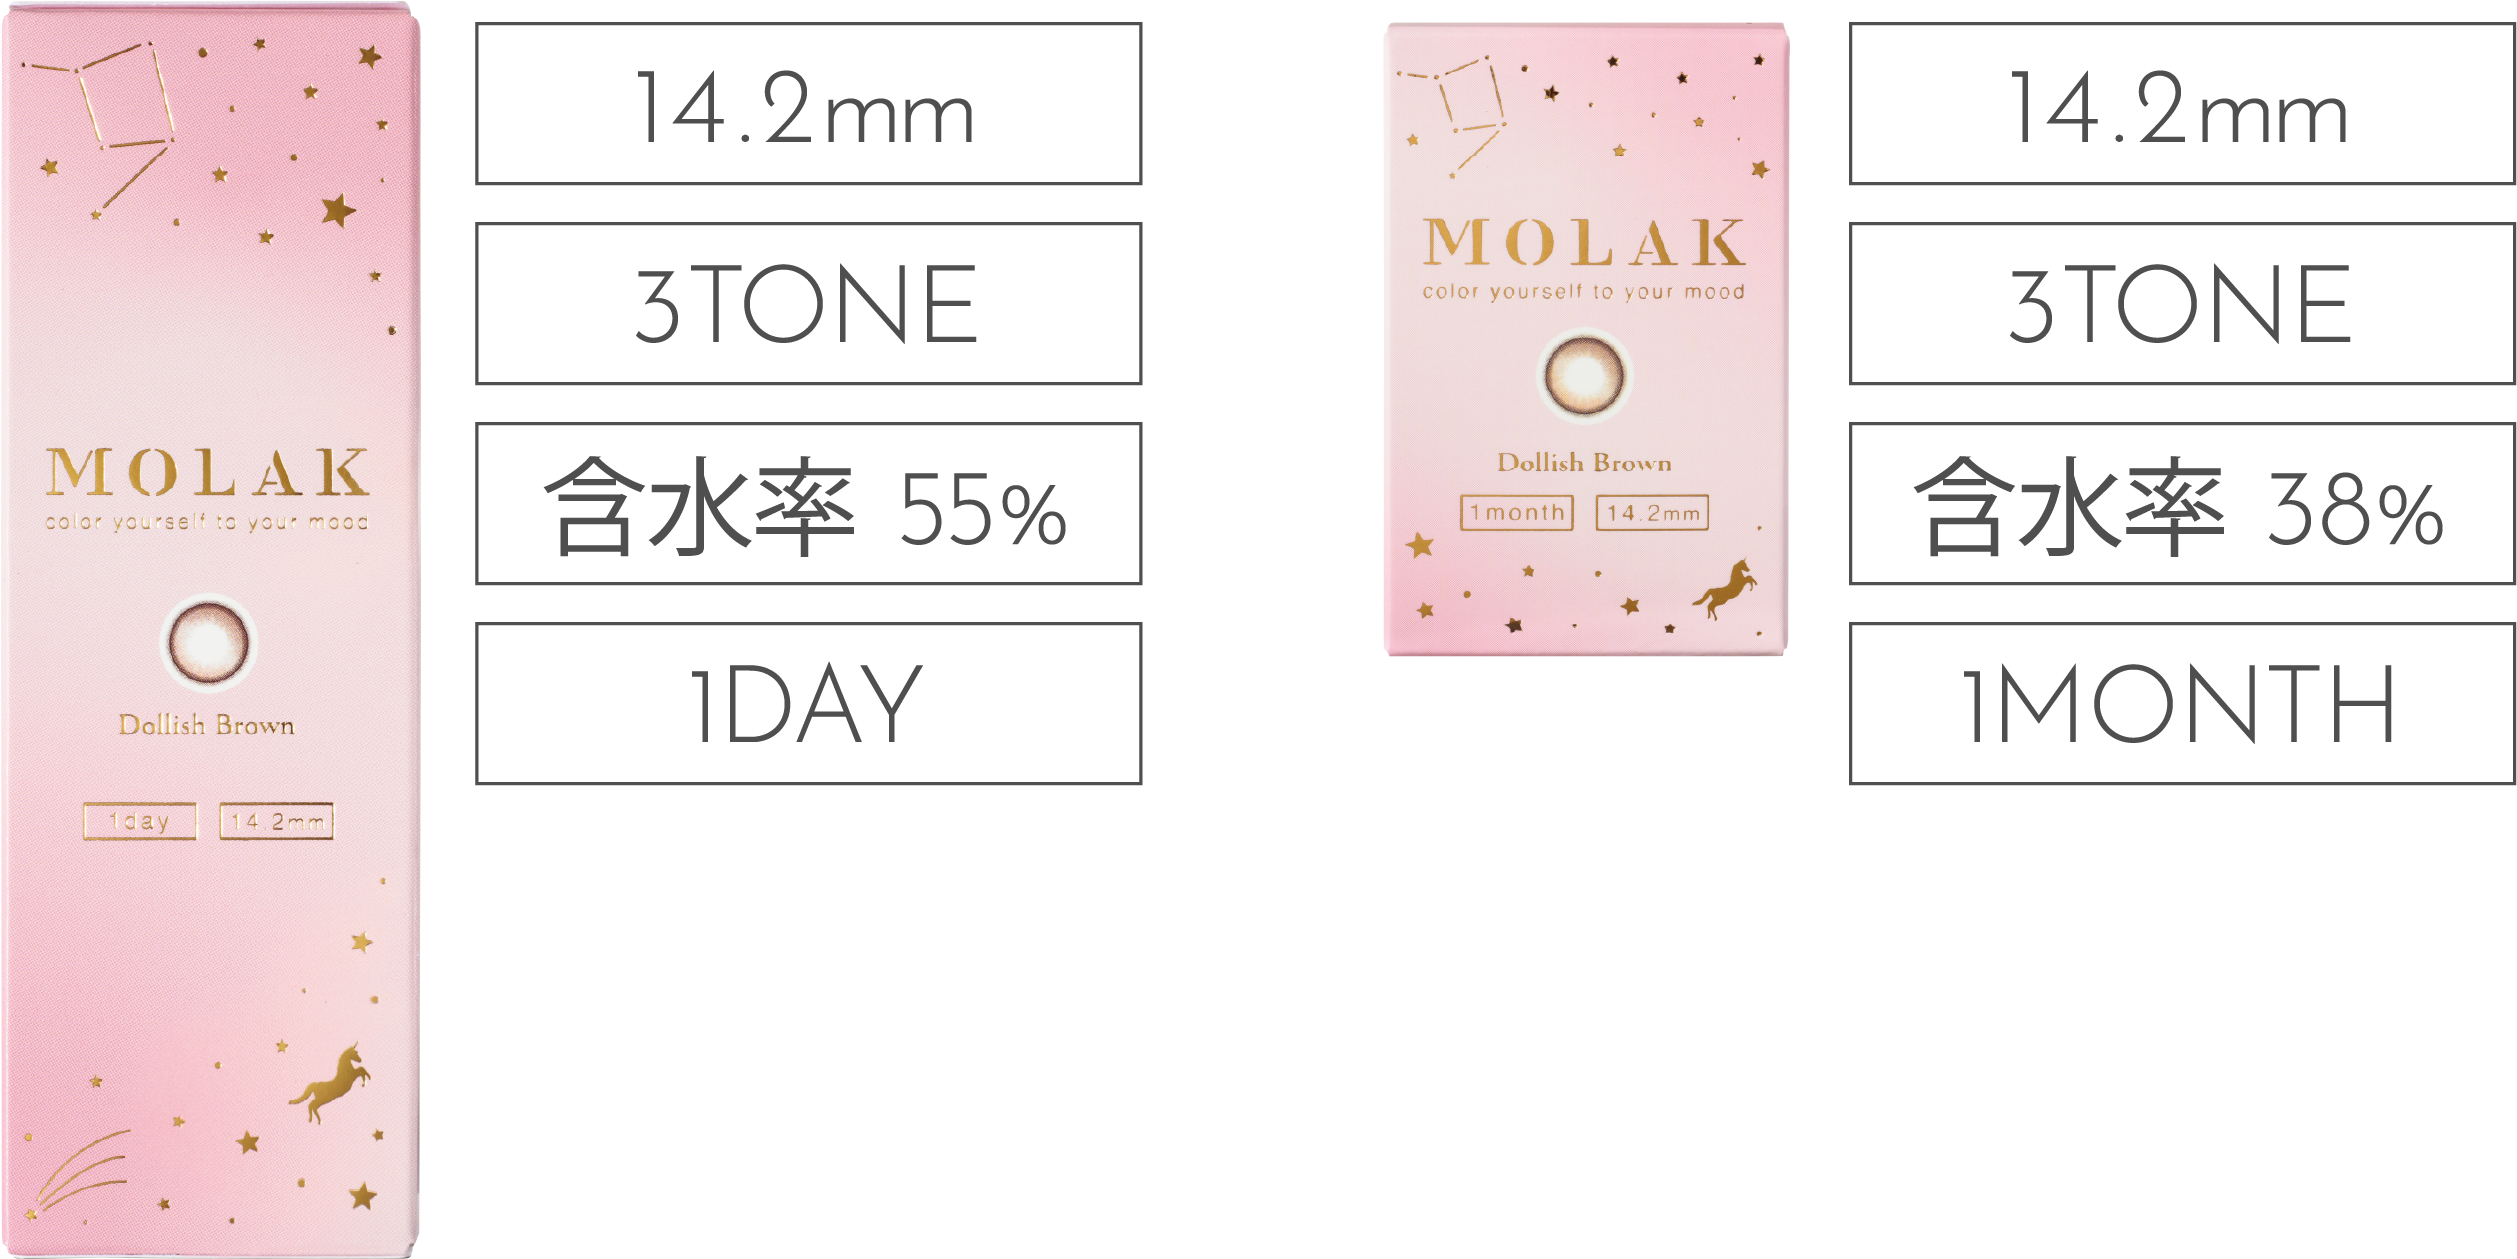 MOLAK
color yourself to your mood
Dollish Brown
1day 14.2mm
14.2mm
3TONE
含水率 55%
1DAY
MOLAK
color yourself to your mood
Dollish Brown
1month 14.2mm
14.2mm
3TONE
含水率 38%
1MONTH